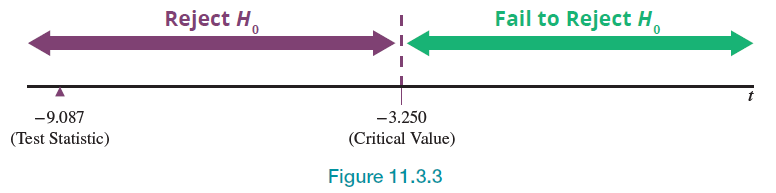 Reject H₀
Fail to Reject H₀
t
−9.087
(Test Statistic)
−3.250
(Critical Value)
Figure 11.3.3